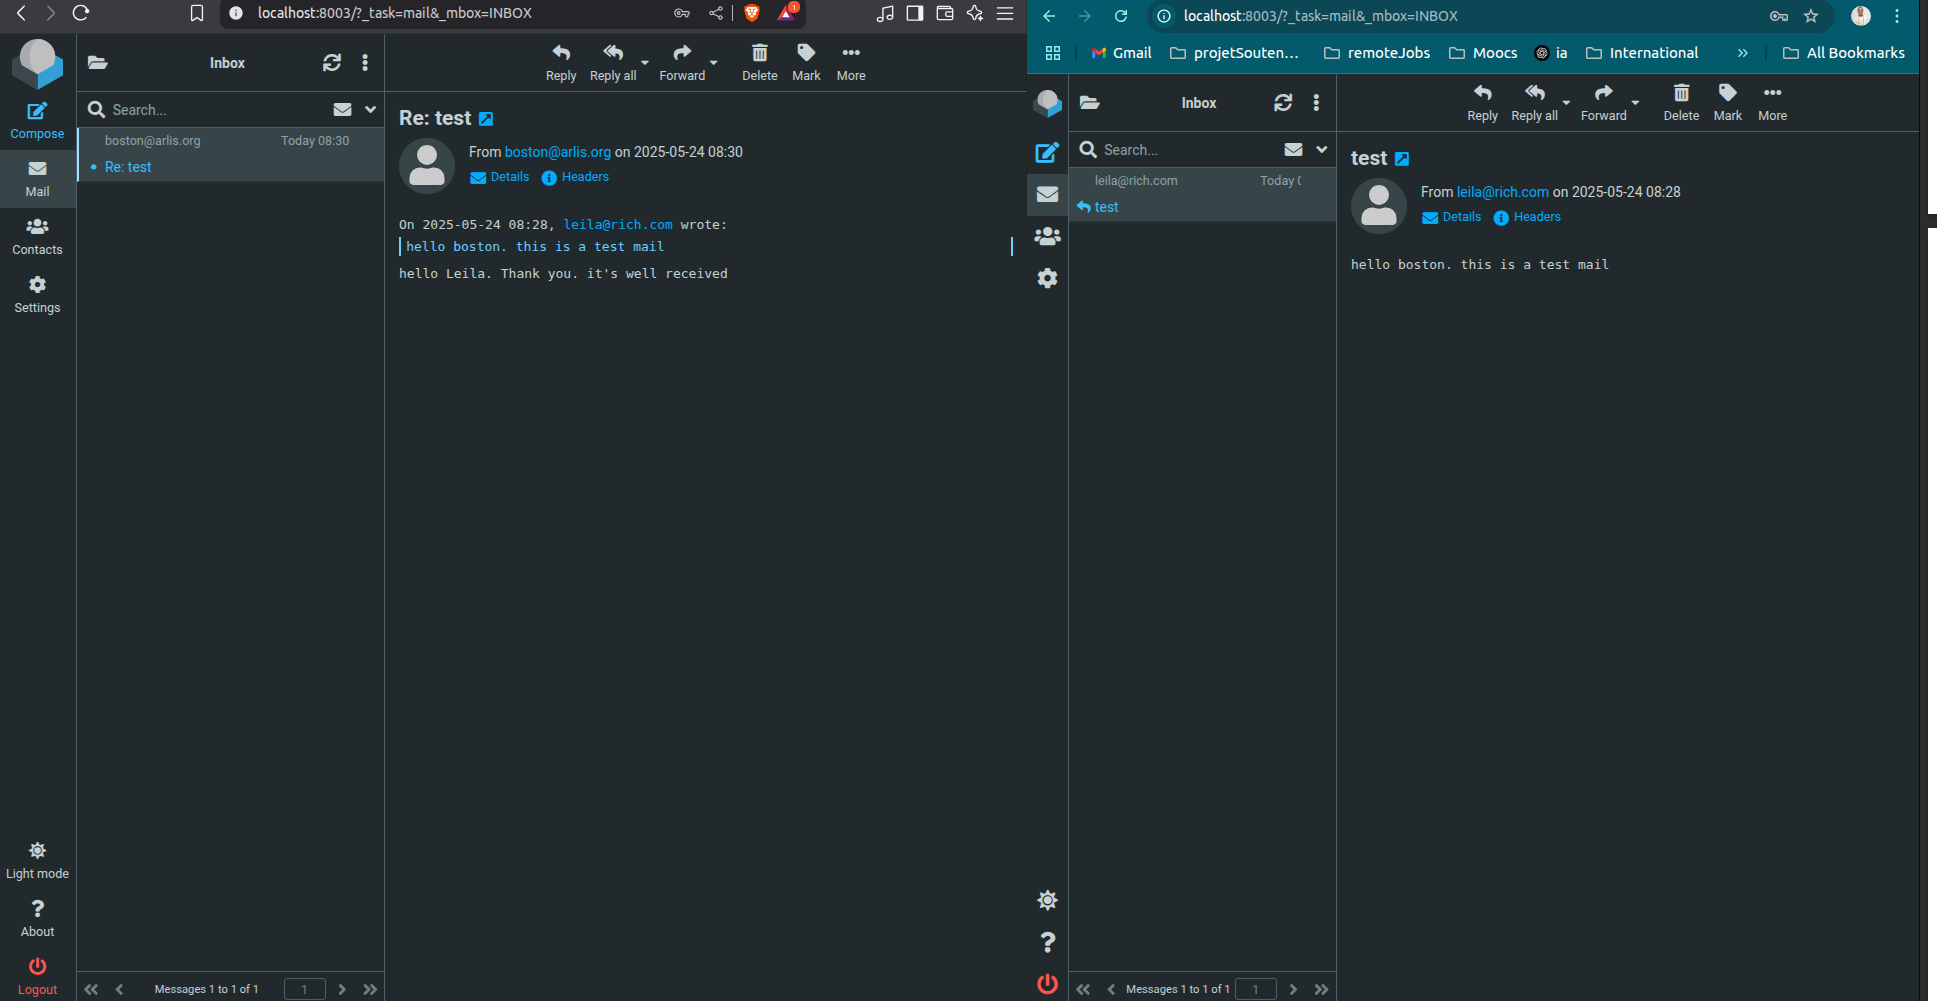 localhost:8003/?_task=mail&_mbox=INBOX
1
Compose
Mail
Contacts
Settings
Light mode
About
Logout
Inbox
Search...
boston@arlis.org Today 08:30
Re: test
Messages 1 to 1 of 1
1
Reply Reply all Forward Delete Mark More
Re: test
From boston@arlis.org on 2025-05-24 08:30
Details Headers
On 2025-05-24 08:28, leila@rich.com wrote:
hello boston. this is a test mail
hello Leila. Thank you. it's well received
localhost:8003/?_task=mail&_mbox=INBOX
Gmail projetSouten... remoteJobs Moocs ia International » All Bookmarks
Inbox
Search...
leila@rich.com Today
test
Messages 1 to 1 of 1
1
Reply Reply all Forward Delete Mark More
test
From leila@rich.com on 2025-05-24 08:28
Details Headers
hello boston. this is a test mail